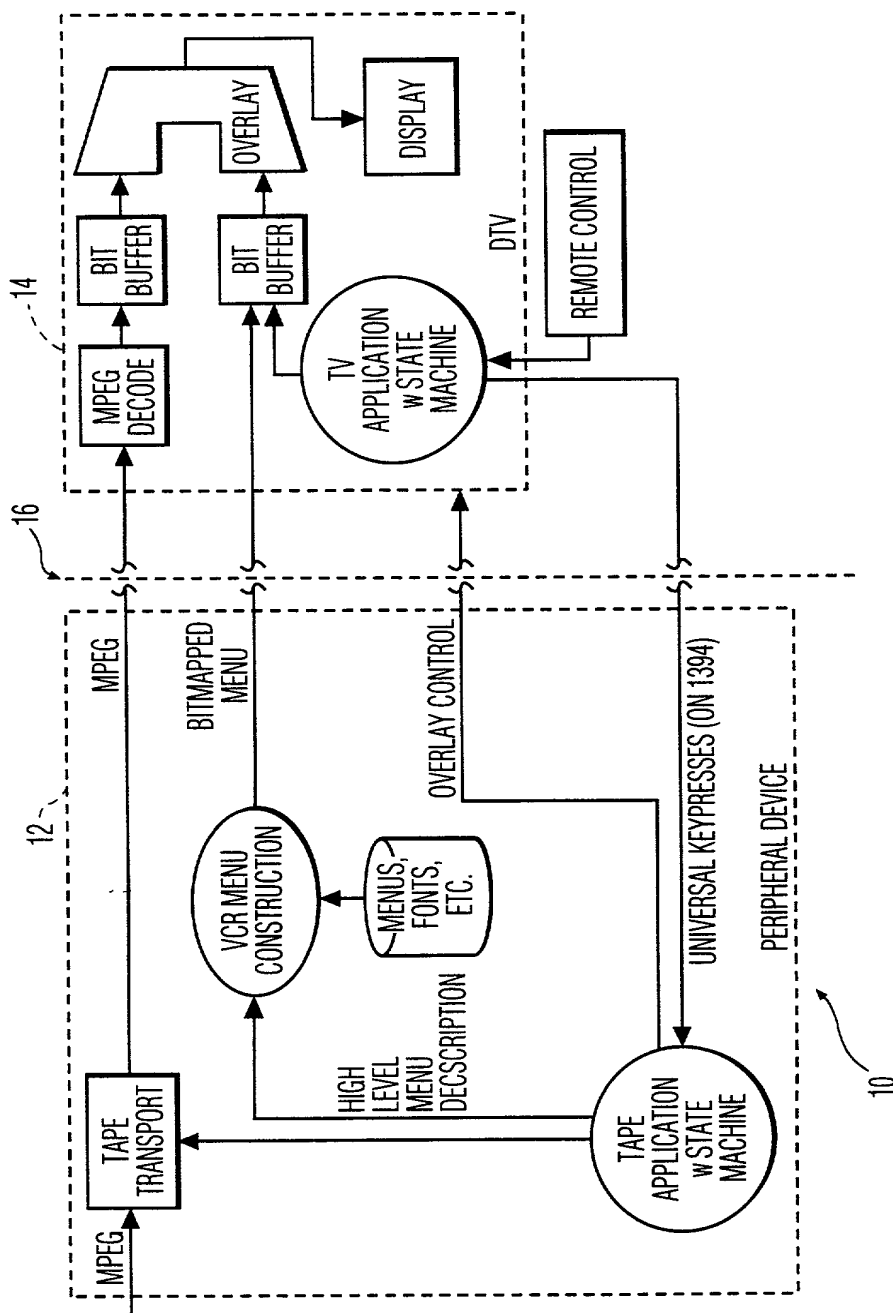 MPEG
TAPE
TRANSPORT
MPEG
12
16
14
MPEG
DECODE
BIT
BUFFER
OVERLAY
BIT
BUFFER
DISPLAY
BITMAPPED
MENU
VCR MENU
CONSTRUCTION
MENUS,
FONTS,
ETC.
HIGH
LEVEL
MENU
DECSCRIPTION
OVERLAY CONTROL
TV
APPLICATION
w STATE
MACHINE
DTV
REMOTE CONTROL
TAPE
APPLICATION
w STATE
MACHINE
UNIVERSAL KEYPRESSES (ON 1394)
PERIPHERAL DEVICE
10